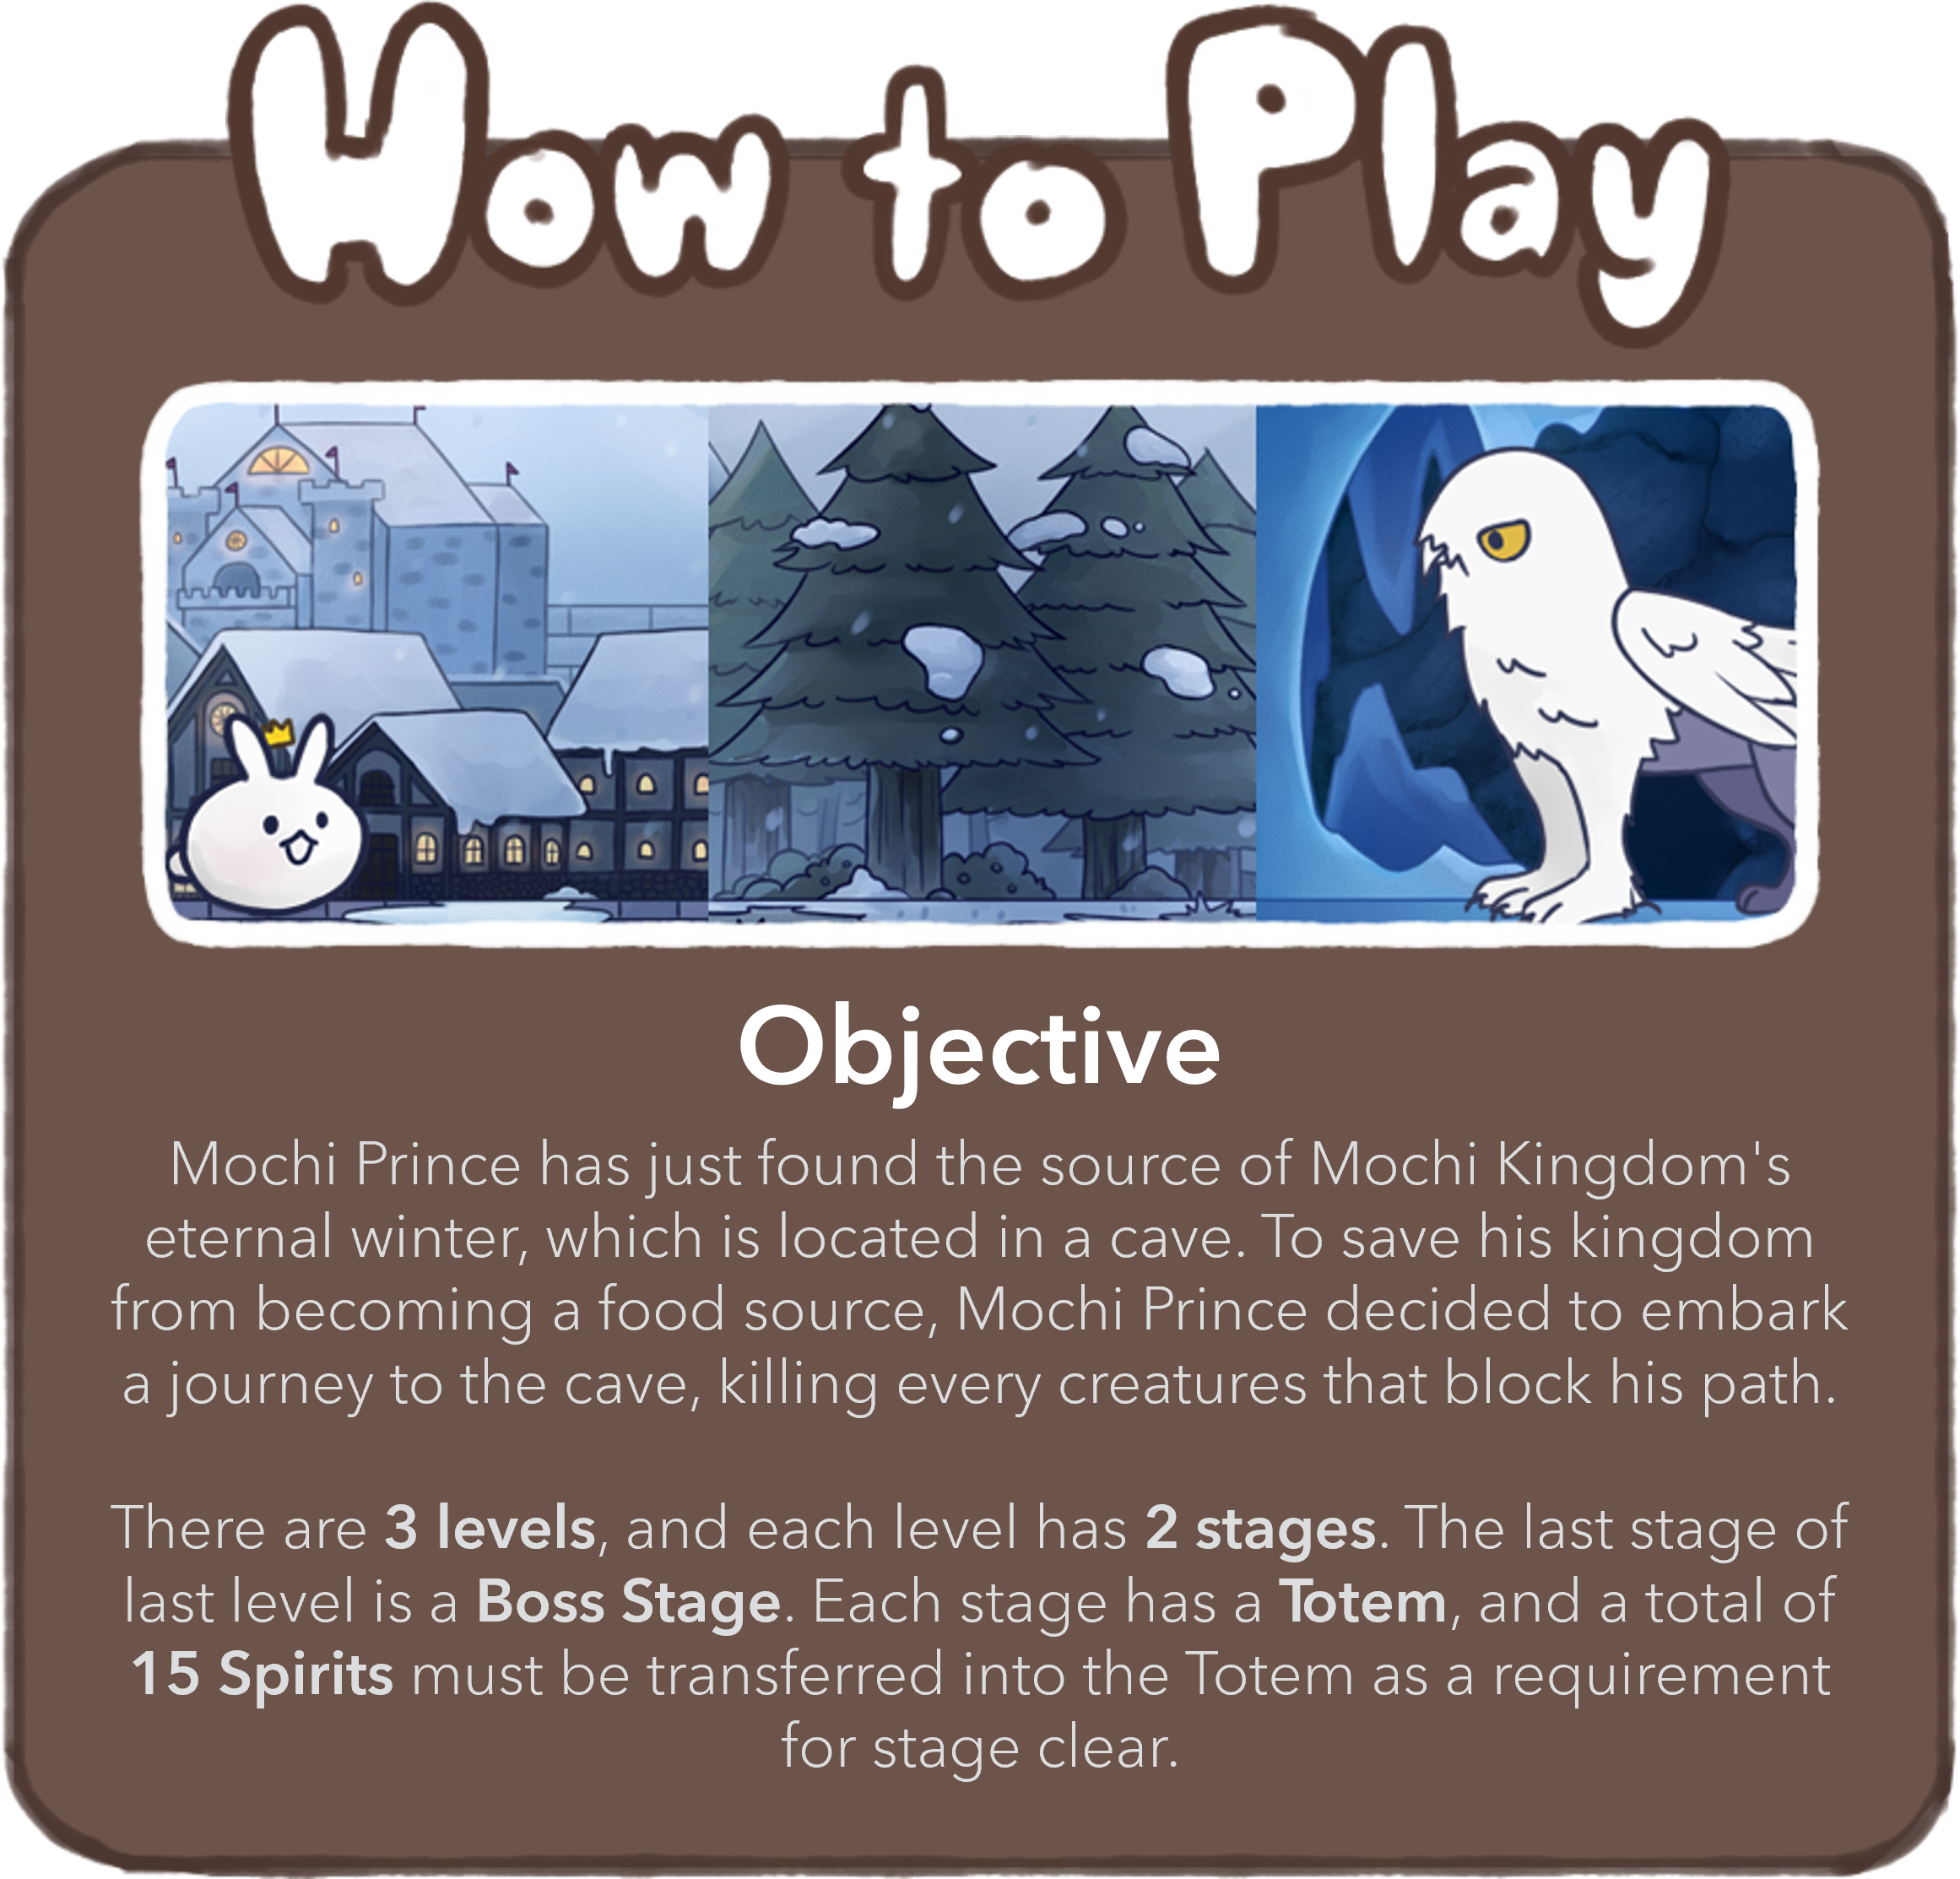 How to Play
Objective
Mochi Prince has just found the source of Mochi Kingdom's
eternal winter, which is located in a cave. To save his kingdom
from becoming a food source, Mochi Prince decided to embark
a journey to the cave, killing every creatures that block his path.
There are 3 levels, and each level has 2 stages. The last stage of
last level is a Boss Stage. Each stage has a Totem, and a total of
15 Spirits must be transferred into the Totem as a requirement
for stage clear.